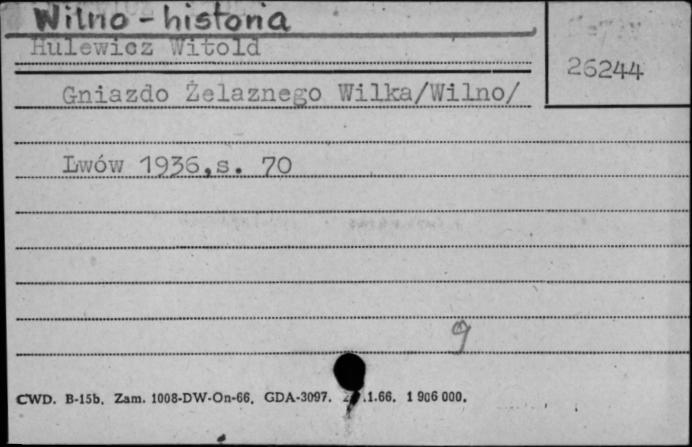 Wilno - historia
Hulewicz Witold
26244
Gniazdo Żelaznego Wilka/Wilno/
Lwów 1936,s. 70
9
CWD. B-15b. Zam. 1008-DW-On-66. GDA-3097. .1.66. 1 906 000.